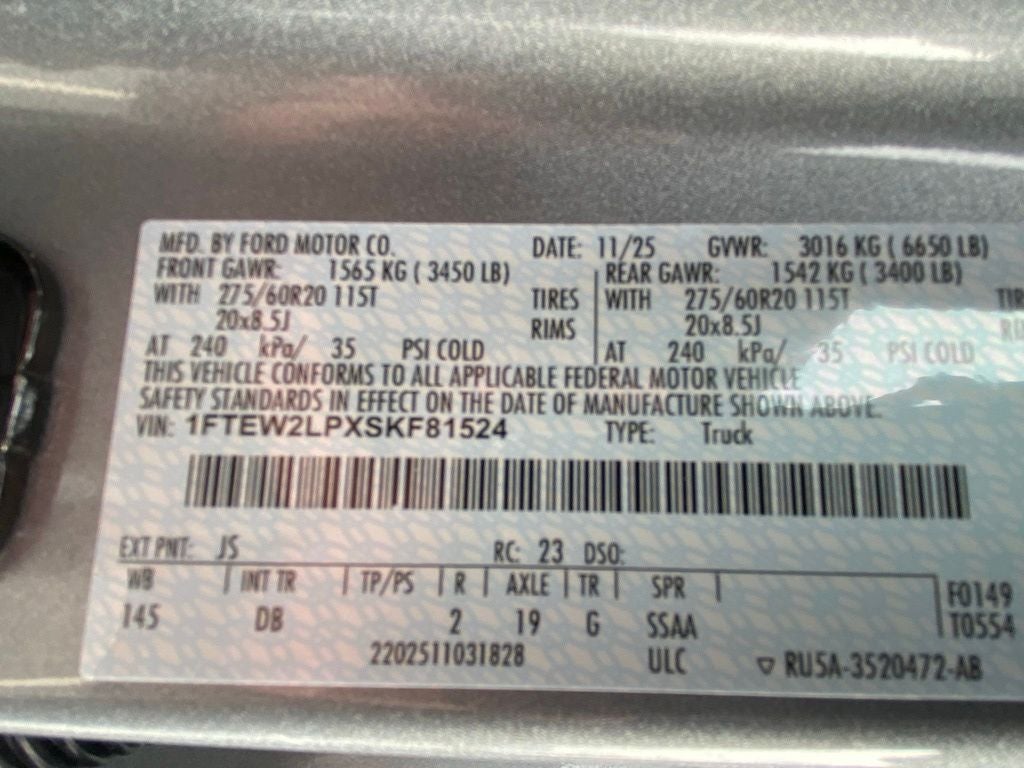 MFD. BY FORD MOTOR CO. DATE: 11/25 GVWR: 3016 KG ( 6650 LB)
FRONT GAWR: 1565 KG ( 3450 LB) REAR GAWR: 1542 KG ( 3400 LB)
WITH 275/60R20 115T TIRES WITH 275/60R20 115T
20x8.5J RIMS 20x8.5J
AT 240 kPa/ 35 PSI COLD AT 240 kPa/ 35 PSI COLD
THIS VEHICLE CONFORMS TO ALL APPLICABLE FEDERAL MOTOR VEHICLE
SAFETY STANDARDS IN EFFECT ON THE DATE OF MANUFACTURE SHOWN ABOVE.
VIN: 1FTEW2LPXSKF81524 TYPE: Truck
EXT PNT: JS RC: 23 DSO:
WB INT TR TP/PS R AXLE TR SPR F0149
145 DB 2 19 G SSAA T0554
2202511031828 ULC ▽ RU5A-3520472-AB